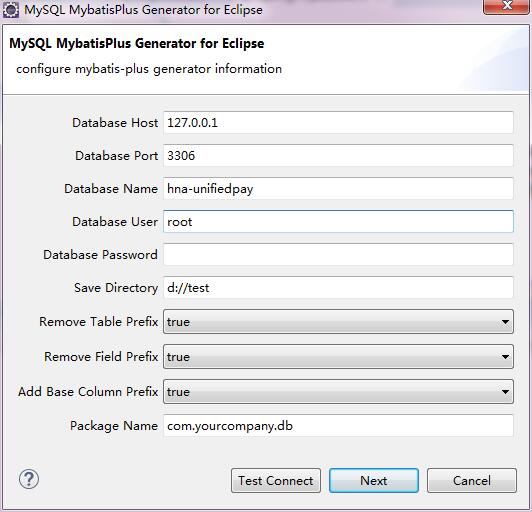 MySQL MybatisPlus Generator for Eclipse
MySQL MybatisPlus Generator for Eclipse
configure mybatis-plus generator information
Database Host 127.0.0.1
Database Port 3306
Database Name hna-unifiedpay
Database User root
Database Password
Save Directory d://test
Remove Table Prefix true
Remove Field Prefix true
Add Base Column Prefix true
Package Name com.yourcompany.db
? Test Connect Next Cancel